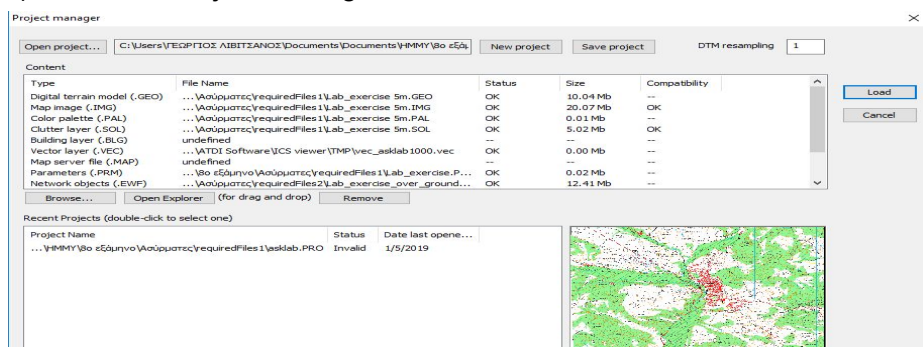 Project manager
Open project... C:\Users\ΓΕΩΡΓΙΟΣ ΛΙΒΙΤΣΑΝΟΣ\Documents\Documents\HMMY\8ο εξάμ New project Save project DTM resampling 1
Content
Type File Name Status Size Compatibility
Digital terrain model (.GEO) ...\Ασύρματες\requiredFiles1\Lab_exercise 5m.GEO OK 10.04 Mb --
Load
Map image (.IMG) ...\Ασύρματες\requiredFiles1\Lab_exercise 5m.IMG OK 20.07 Mb OK
Color palette (.PAL) ...\Ασύρματες\requiredFiles1\Lab_exercise 5m.PAL OK 0.01 Mb --
Cancel
Clutter layer (.SOL) ...\Ασύρματες\requiredFiles1\Lab_exercise 5m.SOL OK 5.02 Mb OK
Building layer (.BLG) undefined -- -- --
Vector layer (.VEC) ...\ATDI Software\ICS viewer\TMP\vec_asklab1000.vec OK 0.00 Mb --
Map server file (.MAP) undefined -- -- --
Parameters (.PRM) ...\8ο εξάμηνο\Ασύρματες\requiredFiles1\Lab_exercise.P... OK 0.02 Mb --
Network objects (.EWF) ...\Ασύρματες\requiredFiles2\Lab_exercise_over_ground... OK 12.41 Mb --
Browse... Open Explorer (for drag and drop) Remove
Recent Projects (double-click to select one)
Project Name Status Date last opene...
...\HMMY\8ο εξάμηνο\Ασύρματες\requiredFiles1\asklab.PRO Invalid 1/5/2019